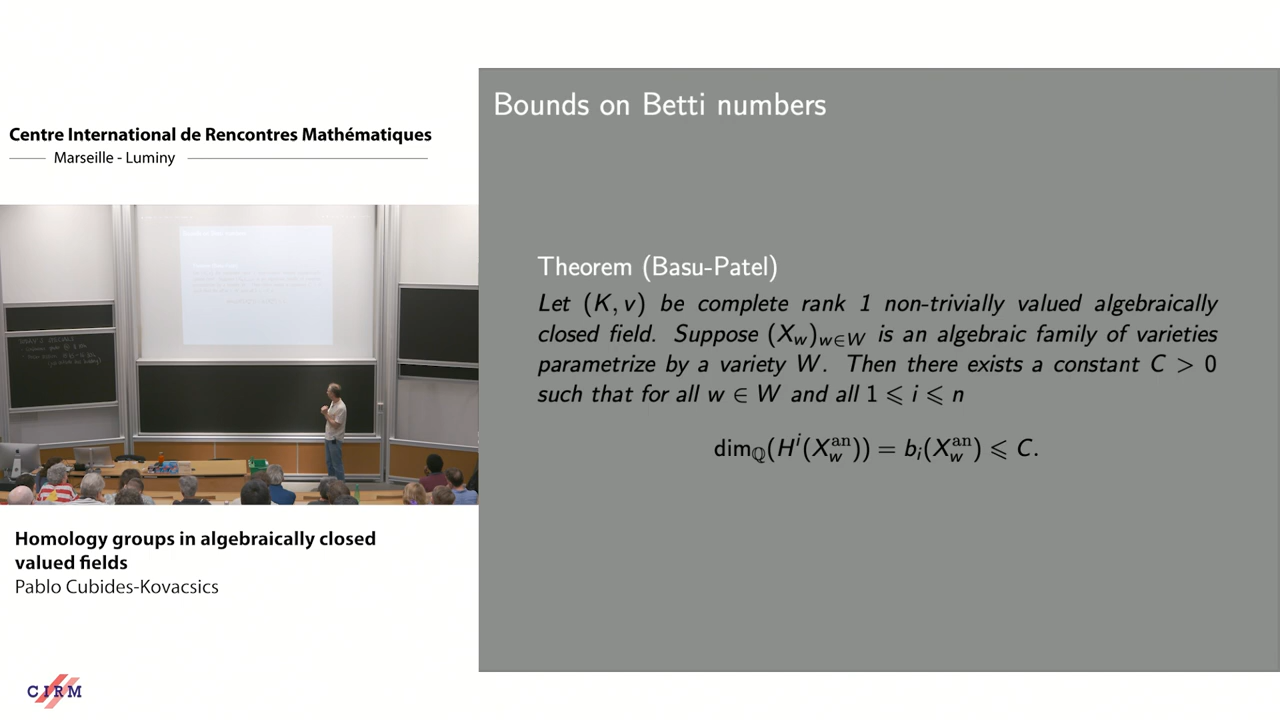 Centre International de Rencontres Mathématiques
Marseille - Luminy
Homology groups in algebraically closed
valued fields
Pablo Cubides-Kovacsics
CIRM
Bounds on Betti numbers
Theorem (Basu-Patel)
Let (K, v) be complete rank 1 non-trivially valued algebraically
closed field. Suppose (X_w)_{w∈W} is an algebraic family of varieties
parametrize by a variety W. Then there exists a constant C > 0
such that for all w ∈ W and all 1 ⩽ i ⩽ n
dim_ℚ(H^i(X_w^an)) = b_i(X_w^an) ⩽ C.